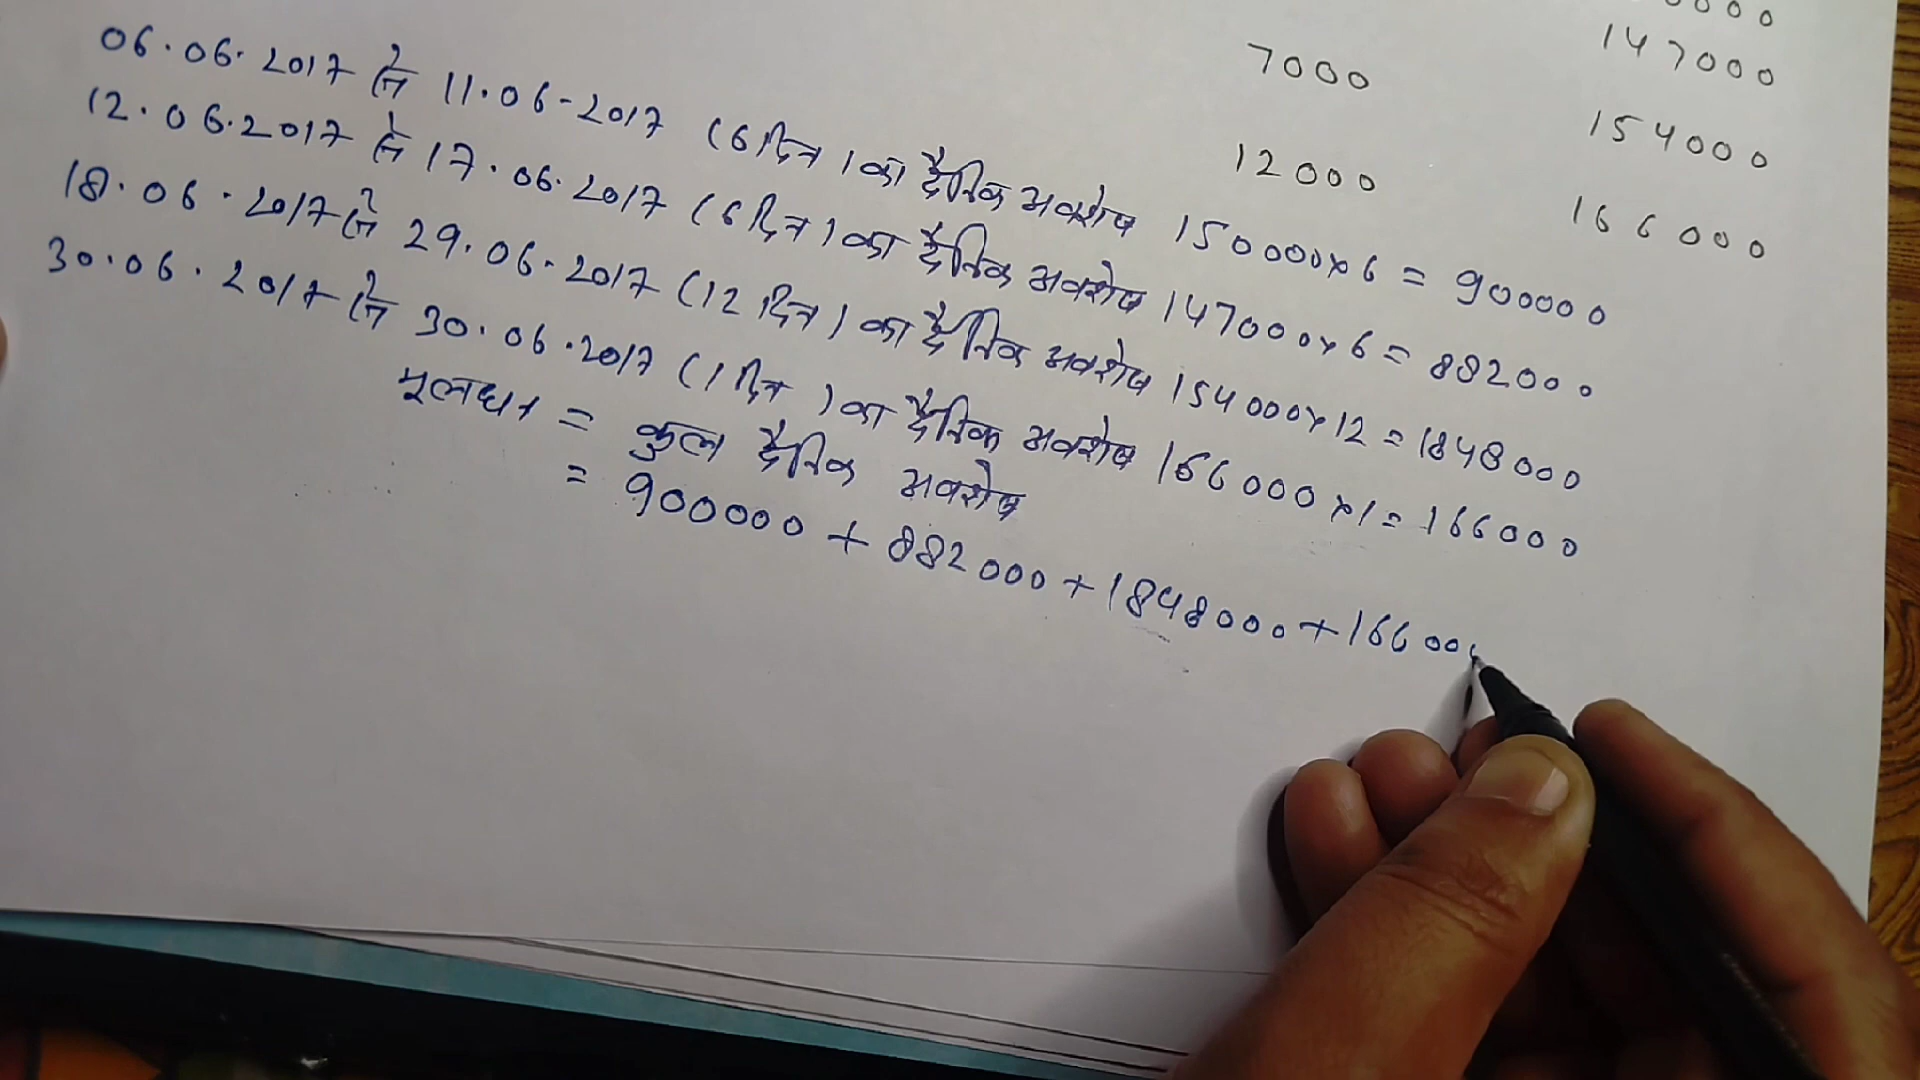 0000
7000 147000
154000
12000
166000
06.06.2017 से 11.06-2017 (6 दिन) का दैनिक अवशेष 150000×6 = 900000
12.06.2017 से 17.06.2017 (6 दिन) का दैनिक अवशेष 147000×6 = 882000
18.06.2017 से 29.06.2017 (12 दिन) का दैनिक अवशेष 154000×12 = 1848000
30.06.2017 से 30.06.2017 (1 दिन) का दैनिक अवशेष 166000×1 = 166000
मूलधन = कुल दैनिक अवशेष
= 900000 + 882000 + 1848000 + 166000